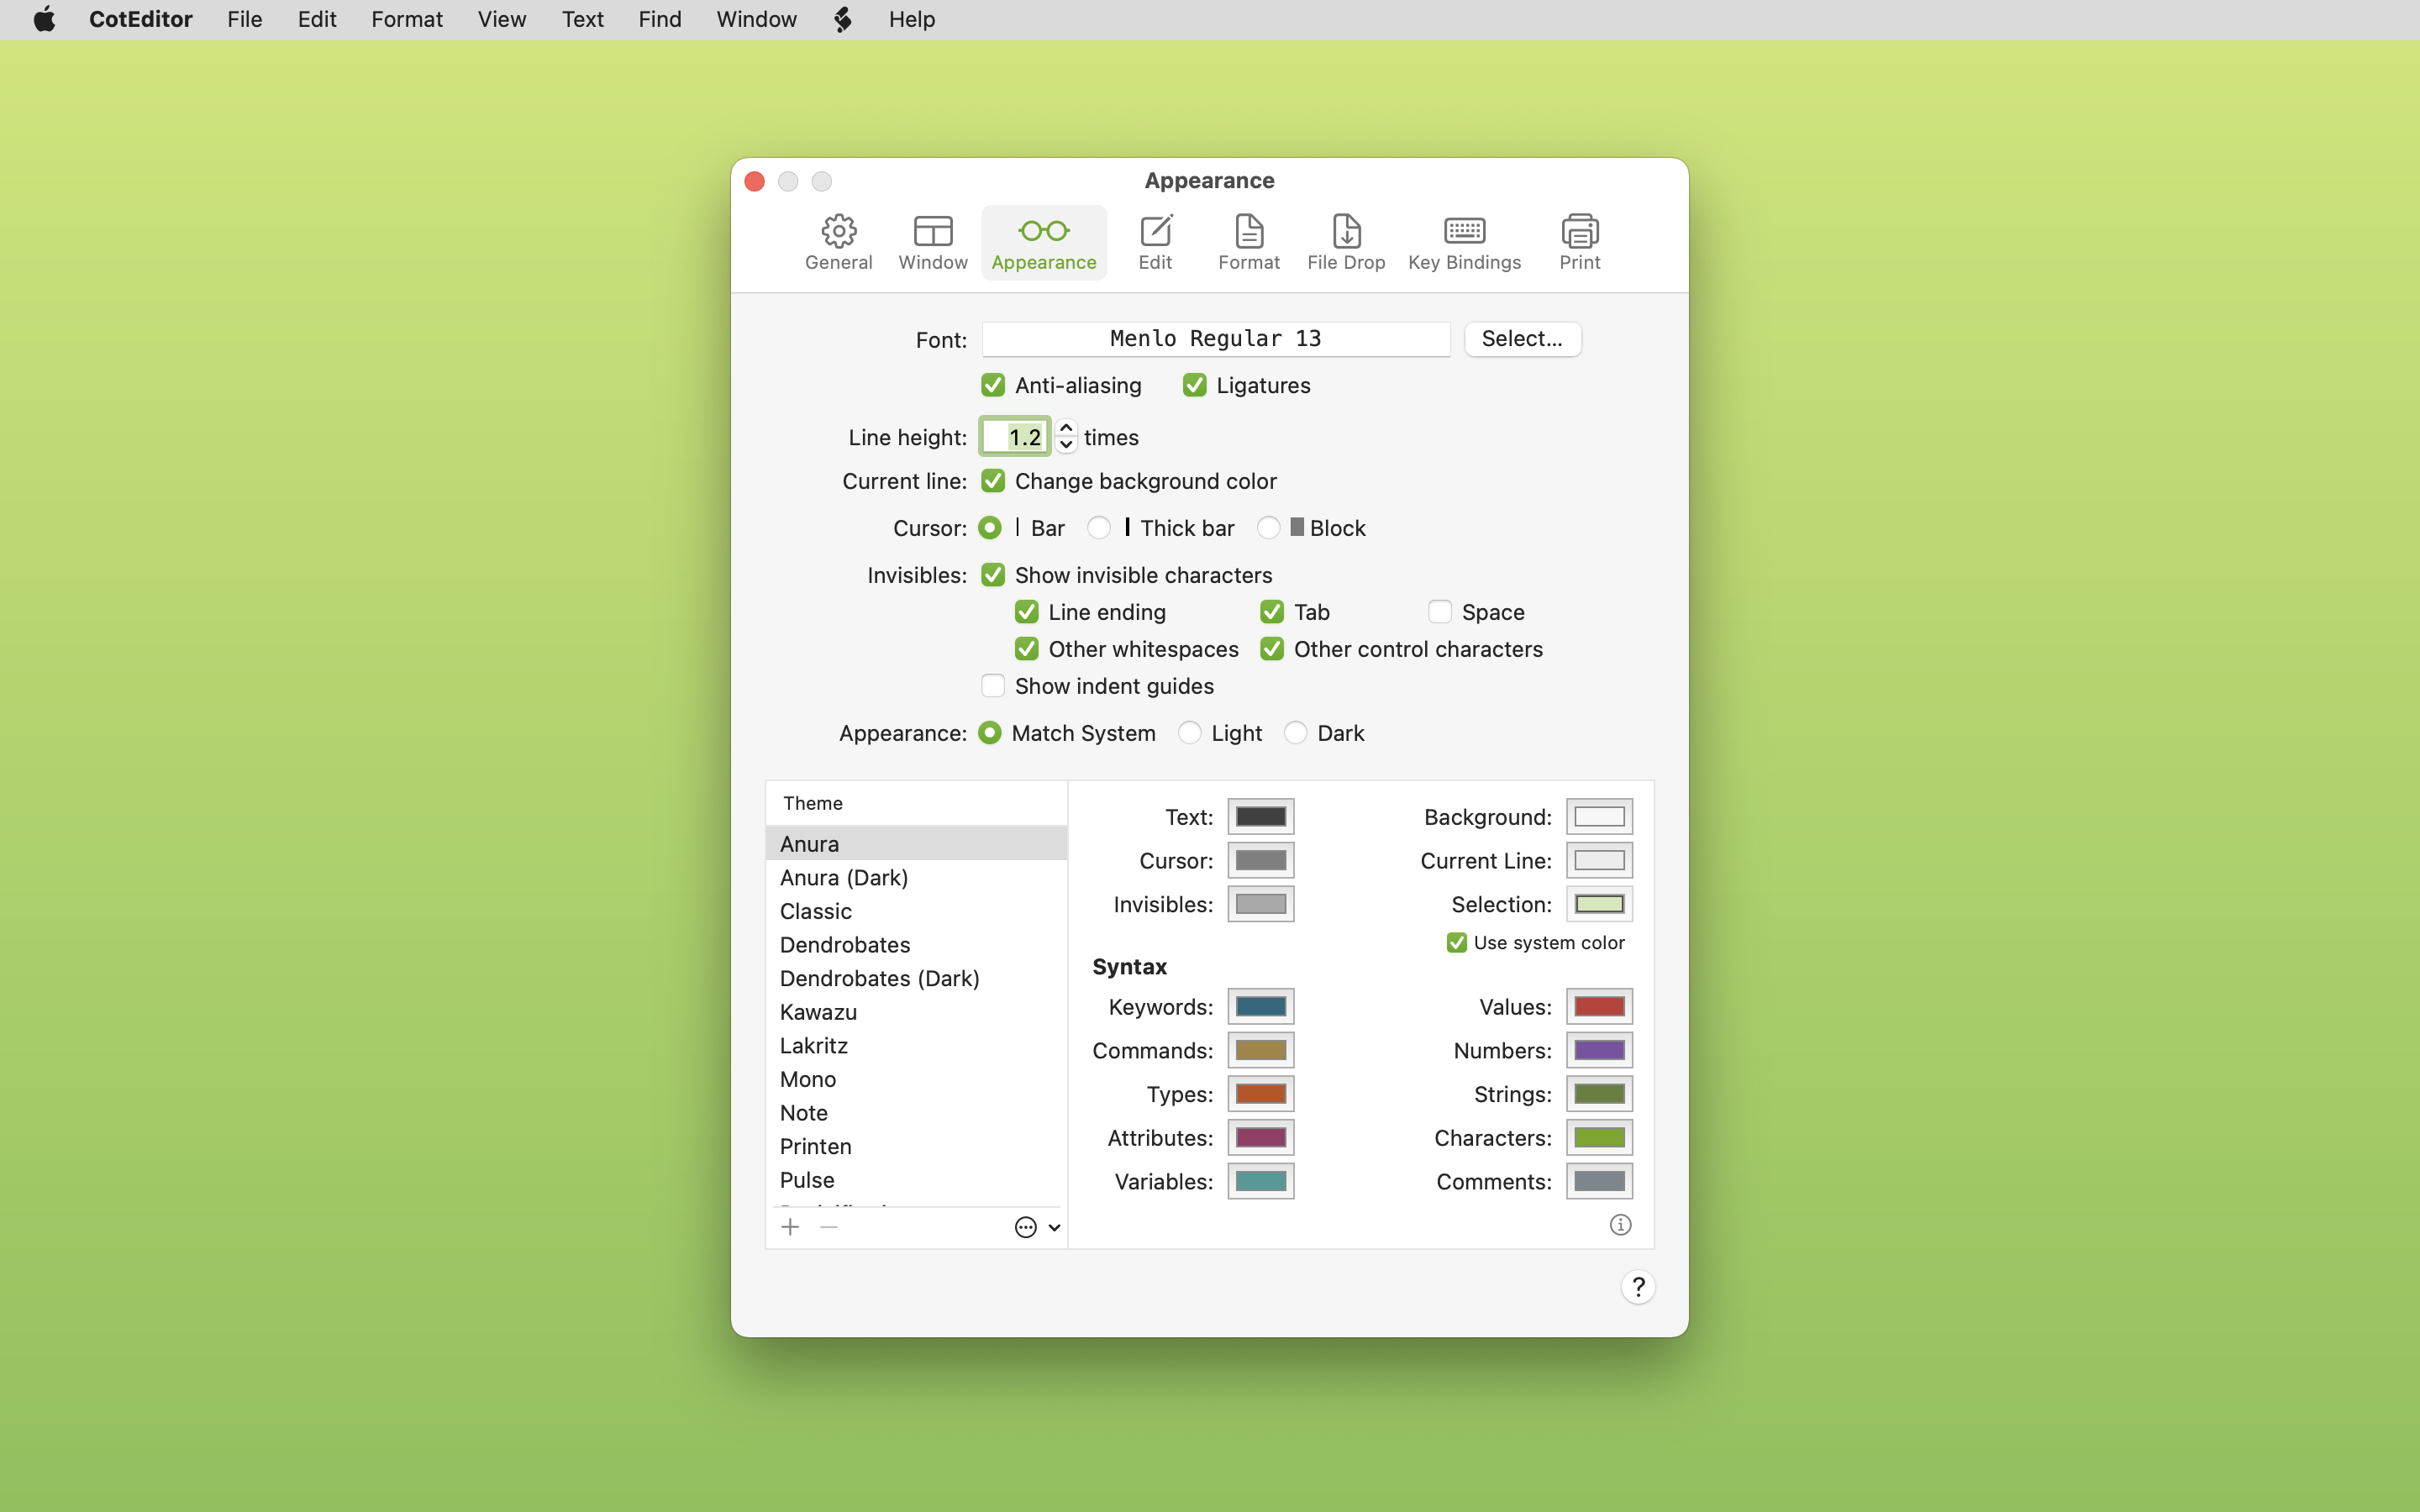 CotEditor File Edit Format View Text Find Window Help
Appearance
General Window Appearance Edit Format File Drop Key Bindings Print
Font: Menlo Regular 13 Select...
Anti-aliasing Ligatures
Line height: 1.2 times
Current line: Change background color
Cursor: Bar Thick bar Block
Invisibles: Show invisible characters
Line ending Tab Space
Other whitespaces Other control characters
Show indent guides
Appearance: Match System Light Dark
Theme
Anura
Anura (Dark)
Classic
Dendrobates
Dendrobates (Dark)
Kawazu
Lakritz
Mono
Note
Printen
Pulse
Text: Background:
Cursor: Current Line:
Invisibles: Selection:
Use system color
Syntax
Keywords: Values:
Commands: Numbers:
Types: Strings:
Attributes: Characters:
Variables: Comments:
?